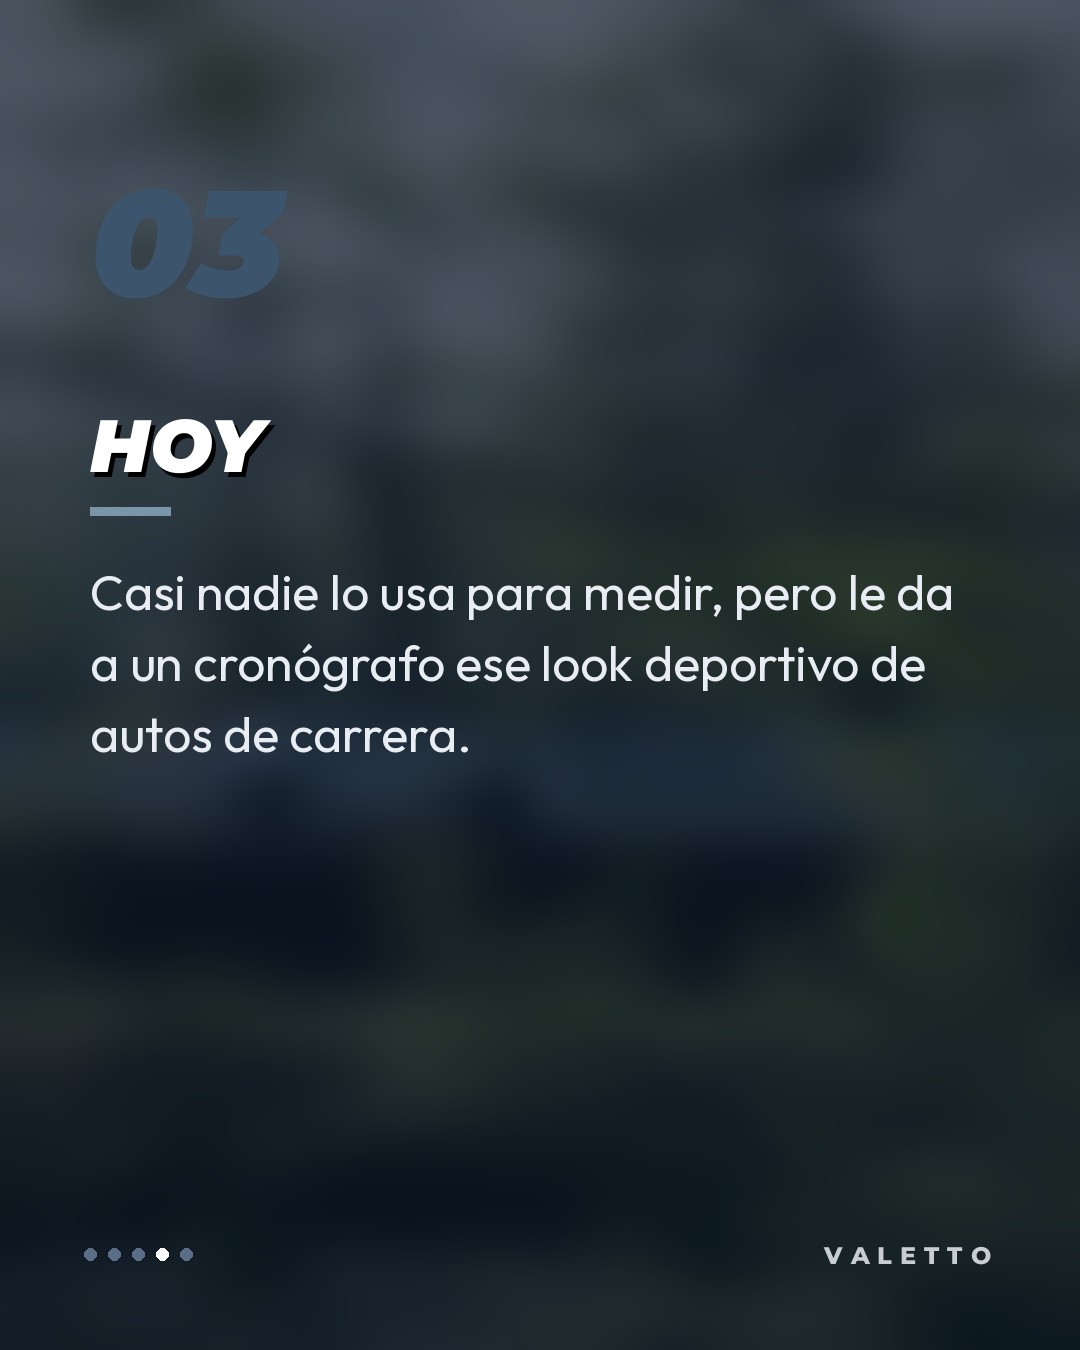 03
HOY
Casi nadie lo usa para medir, pero le da
a un cronógrafo ese look deportivo de
autos de carrera.
VALETTO